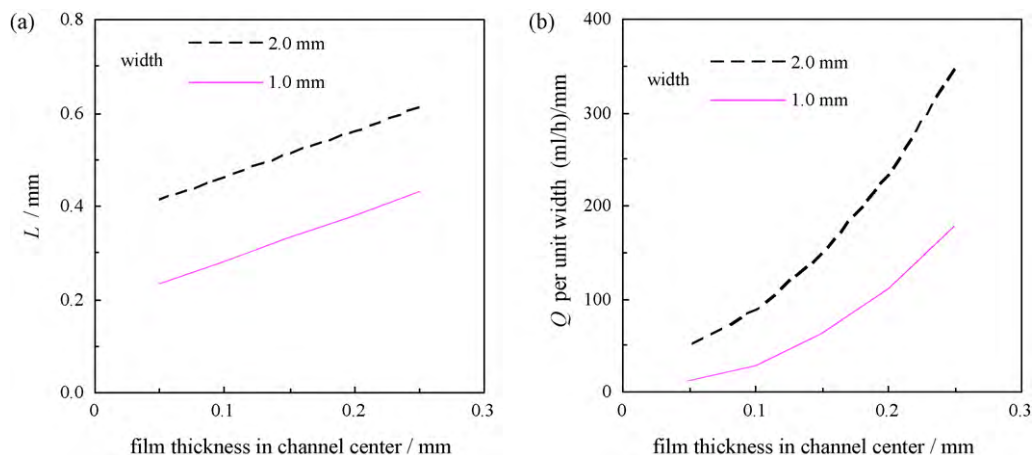 (a)
0.8
0.6
0.4
0.2
0.0
L / mm
width
2.0 mm
1.0 mm
0
0.1
0.2
0.3
film thickness in channel center / mm
(b)
400
300
200
100
0
Q per unit width (ml/h)/mm
width
2.0 mm
1.0 mm
0
0.1
0.2
0.3
film thickness in channel center / mm